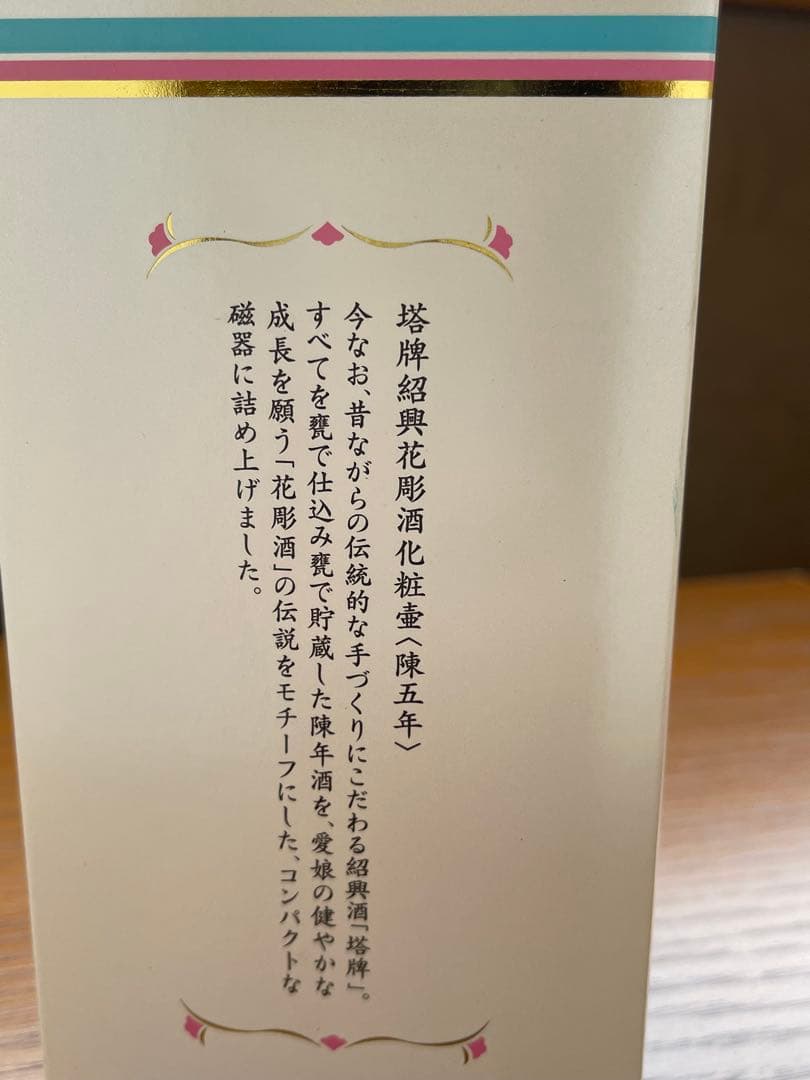 塔牌紹興花彫酒化粧壷〈陳五年〉
今なお、昔ながらの伝統的な手づくりにこだわる紹興酒「塔牌」。
すべてを甕で仕込み甕で貯蔵した陳年酒を、愛娘の健やかな
成長を願う「花彫酒」の伝説をモチーフにした、コンパクトな
磁器に詰め上げました。